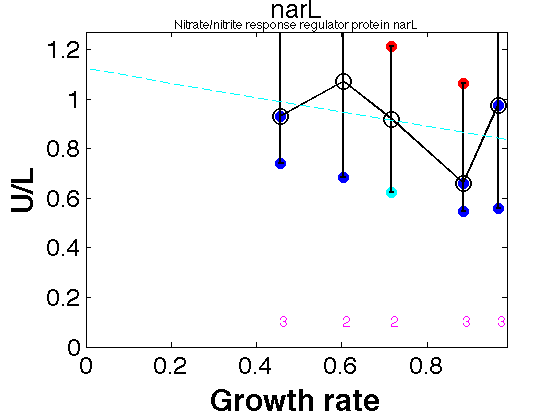 narL
Nitrate/nitrite response regulator protein narL
1.2
1
0.8
0.6
0.4
0.2
0
U/L
3 2 2 3 3
0 0.2 0.4 0.6 0.8
Growth rate